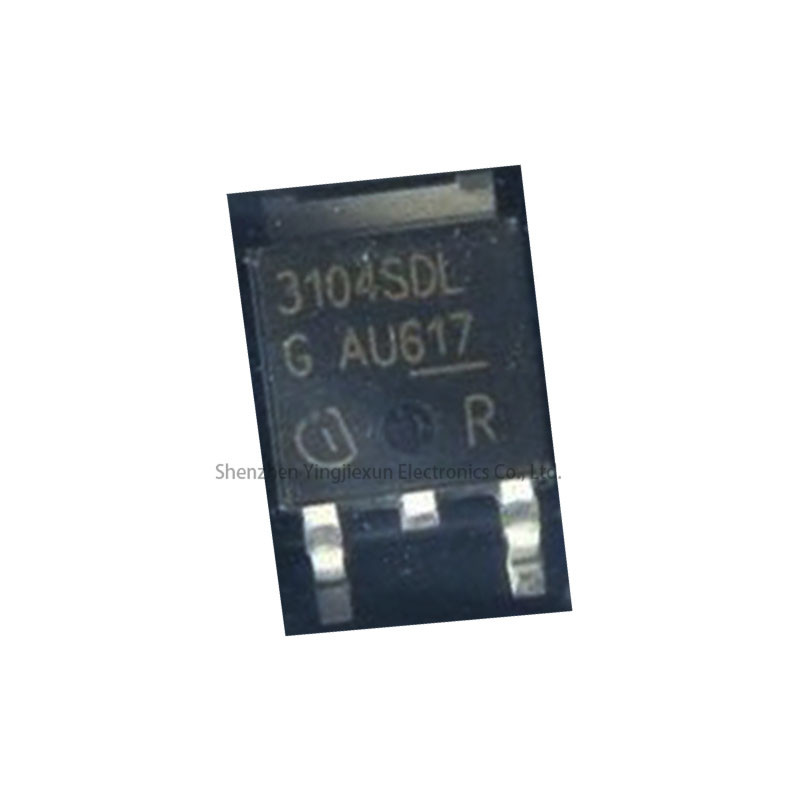 3104SDL
G AU617
R
Shenzhen Yingjiexun Electronics Co., Ltd.